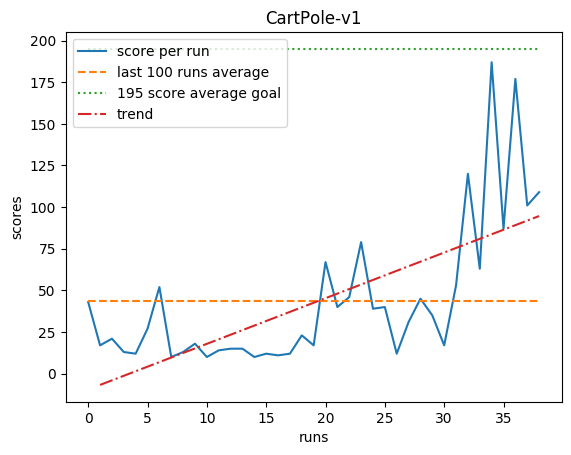 CartPole-v1
score per run
last 100 runs average
195 score average goal
trend
scores
200
175
150
125
100
75
50
25
0
0 5 10 15 20 25 30 35
runs